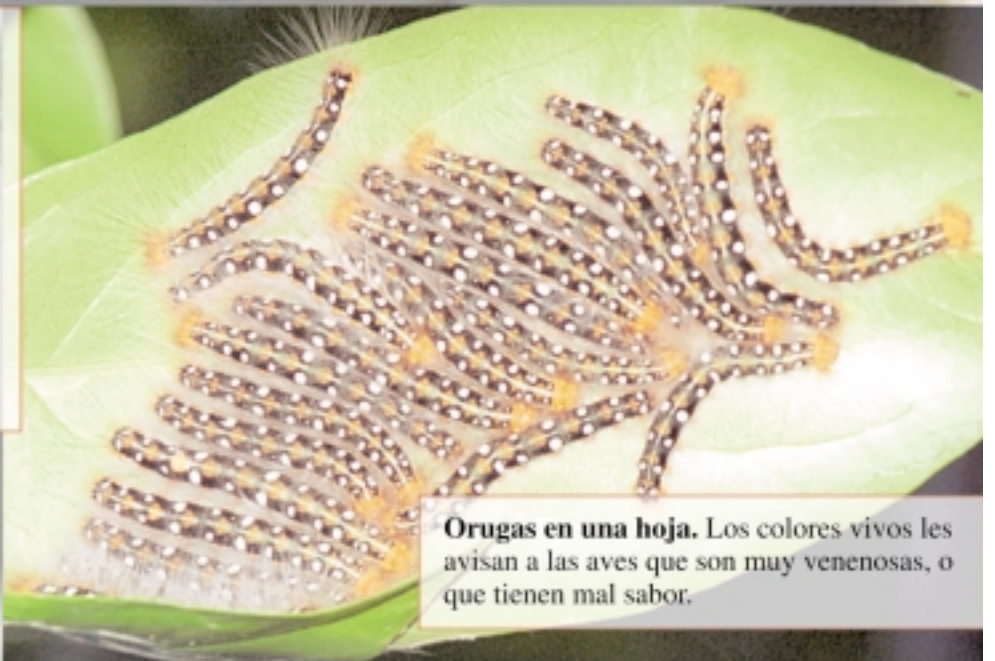 Orugas en una hoja. Los colores vivos les
avisan a las aves que son muy venenosas, o
que tienen mal sabor.